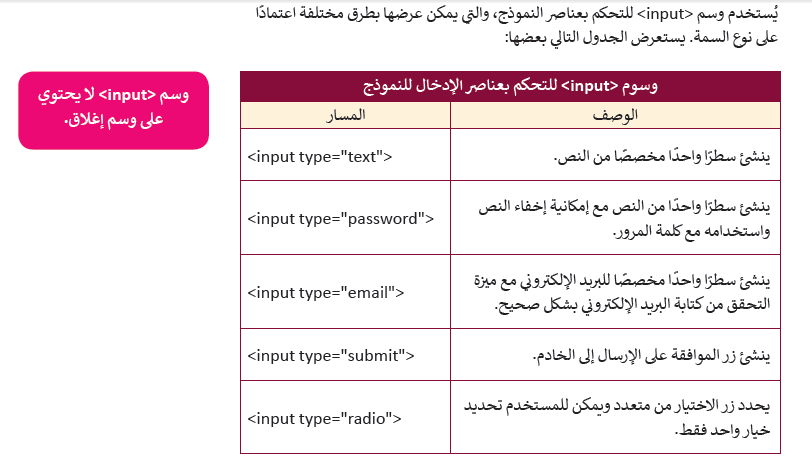 يُستخدم وسم <input> للتحكم بعناصر النموذج، والتي يمكن عرضها بطرق مختلفة اعتمادًا
على نوع السمة. يستعرض الجدول التالي بعضها:
وسوم <input> للتحكم بعناصر الإدخال للنموذج
الوصف
المسار
ينشئ سطرًا واحدًا مخصصًا من النص.
<input type="text">
ينشئ سطرًا واحدًا من النص مع إمكانية إخفاء النص
واستخدامه مع كلمة المرور.
<input type="password">
ينشئ سطرًا واحدًا مخصصًا للبريد الإلكتروني مع ميزة
التحقق من كتابة البريد الإلكتروني بشكل صحيح.
<input type="email">
ينشئ زر الموافقة على الإرسال إلى الخادم.
<input type="submit">
يحدد زر الاختيار من متعدد ويمكن للمستخدم تحديد
خيار واحد فقط.
<input type="radio">
وسم <input> لا يحتوي
على وسم إغلاق.